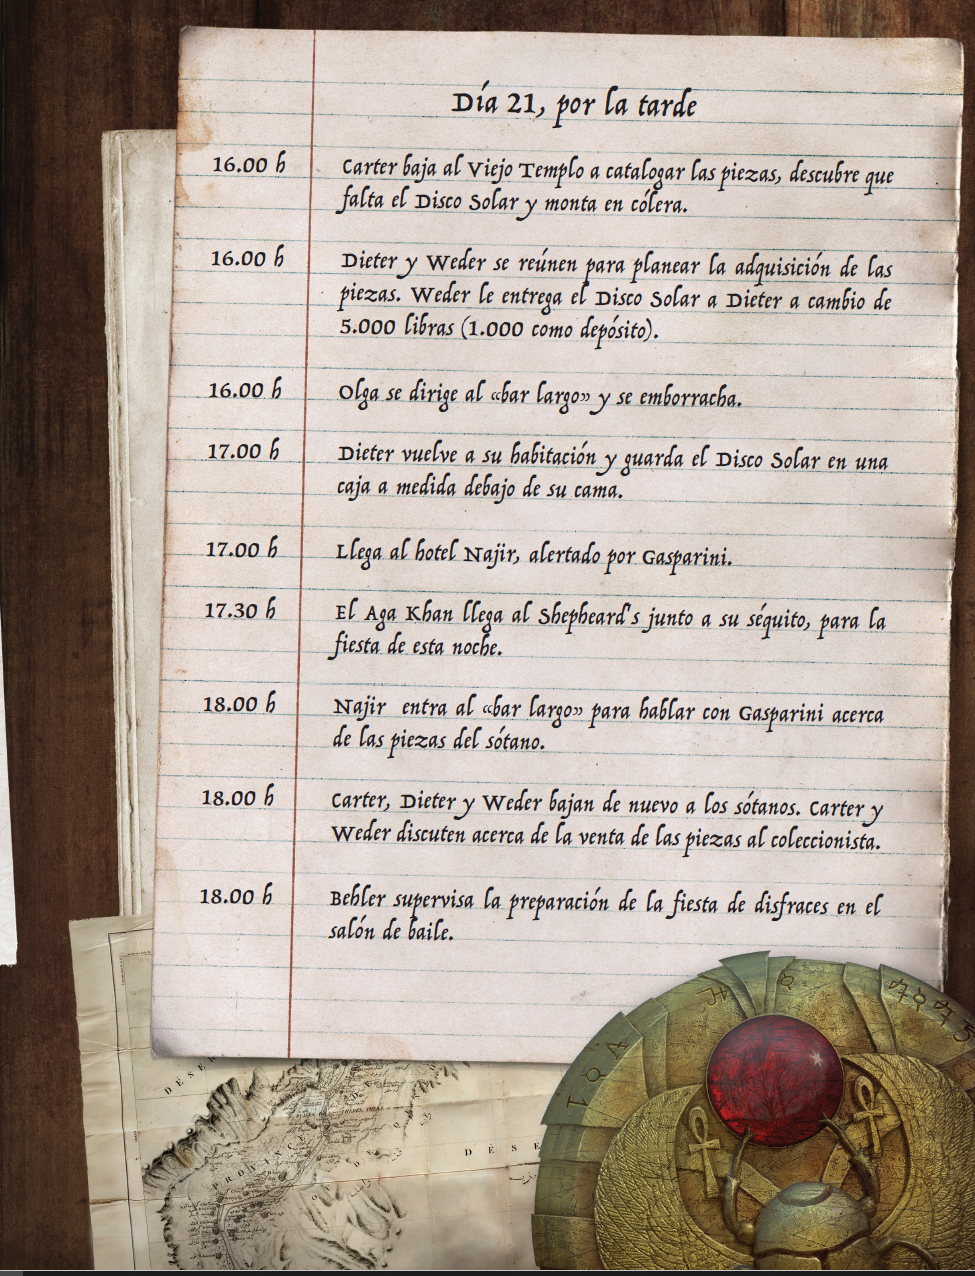 Día 21, por la tarde
16.00 h Carter baja al Viejo Templo a catalogar las piezas, descubre que
falta el Disco Solar y monta en cólera.
16.00 h Dieter y Weder se reúnen para planear la adquisición de las
piezas. Weder le entrega el Disco Solar a Dieter a cambio de
5.000 libras (1.000 como depósito).
16.00 h Olga se dirige al «bar largo» y se emborracha.
17.00 h Dieter vuelve a su habitación y guarda el Disco Solar en una
caja a medida debajo de su cama.
17.00 h Llega al hotel Najir, alertado por Gasparini.
17.30 h El Aga Khan llega al Shepheard's junto a su séquito, para la
fiesta de esta noche.
18.00 h Najir entra al «bar largo» para hablar con Gasparini acerca
de las piezas del sótano.
18.00 h Carter, Dieter y Weder bajan de nuevo a los sótanos. Carter y
Weder discuten acerca de la venta de las piezas al coleccionista.
18.00 h Behler supervisa la preparación de la fiesta de disfraces en el
salón de baile.
PROVINCE